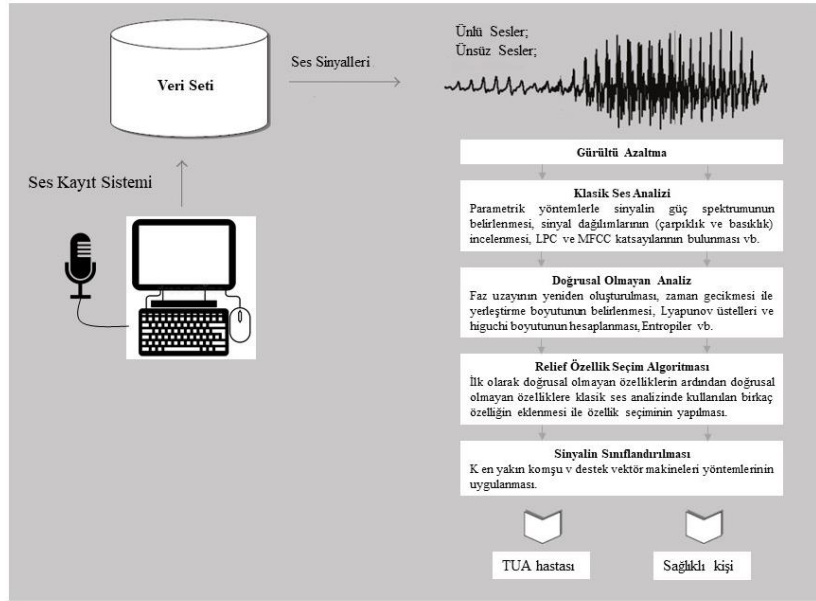 Veri Seti
Ses Sinyalleri
Ünlü Sesler;
Ünsüz Sesler;
Ses Kayıt Sistemi
Gürültü Azaltma
Klasik Ses Analizi
Parametrik yöntemlerle sinyalin güç spektrumunun
belirlenmesi, sinyal dağılımlarının (çarpıklık ve basıklık)
incelenmesi, LPC ve MFCC katsayılarının bulunması vb.
Doğrusal Olmayan Analiz
Faz uzayının yeniden oluşturulması, zaman gecikmesi ile
yerleştirme boyutunun belirlenmesi, Lyapunov üstelleri ve
higuchi boyutunun hesaplanması, Entropiler vb.
Relief Özellik Seçim Algoritması
İlk olarak doğrusal olmayan özelliklerin ardından doğrusal
olmayan özelliklere klasik ses analizinde kullanılan birkaç
özelliğin eklenmesi ile özellik seçiminin yapılması.
Sinyalin Sınıflandırılması
K en yakın komşu v destek vektör makineleri yöntemlerinin
uygulanması.
TUA hastası
Sağlıklı kişi